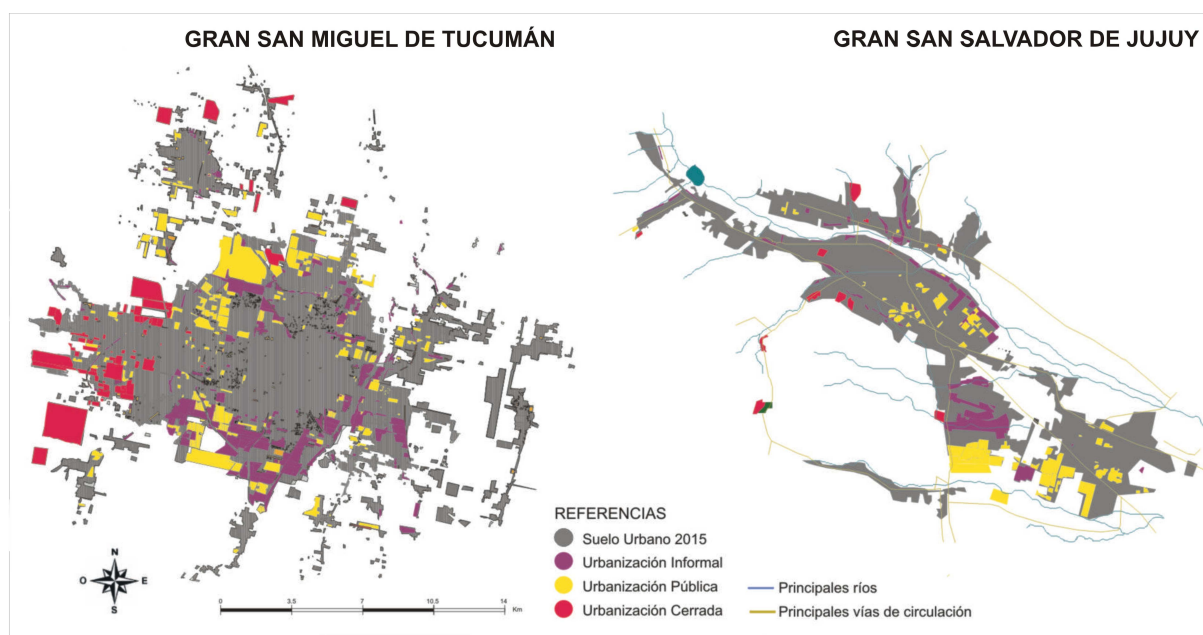 GRAN SAN MIGUEL DE TUCUMÁN
GRAN SAN SALVADOR DE JUJUY
REFERENCIAS
Suelo Urbano 2015
Urbanización Informal
Urbanización Pública
Urbanización Cerrada
Principales ríos
Principales vías de circulación
N
O E
S
0 3.5 7 10.5 14
Km